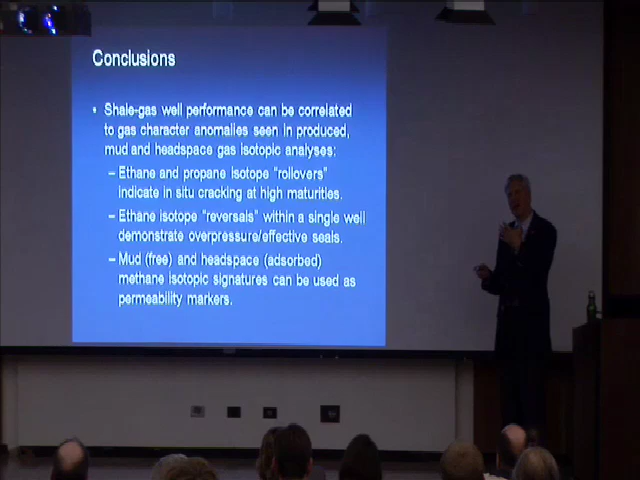 Conclusions
• Shale-gas well performance can be correlated
to gas character anomalies seen in produced,
mud and headspace gas isotopic analyses:
– Ethane and propane isotope "rollovers"
indicate in situ cracking at high maturities.
– Ethane isotope "reversals" within a single well
demonstrate overpressure/effective seals.
– Mud (free) and headspace (adsorbed)
methane isotopic signatures can be used as
permeability markers.